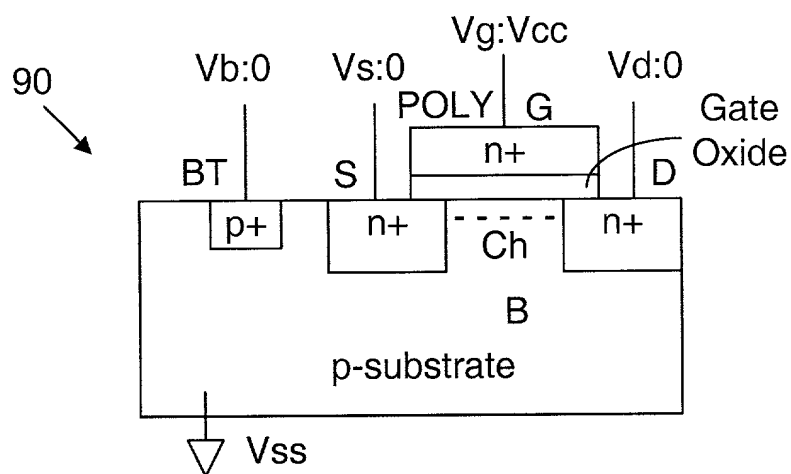 Vg:Vcc
90
Vb:0
Vs:0
Vd:0
POLY
G
Gate
Oxide
n+
BT
S
D
p+
n+
n+
Ch
B
p-substrate
Vss